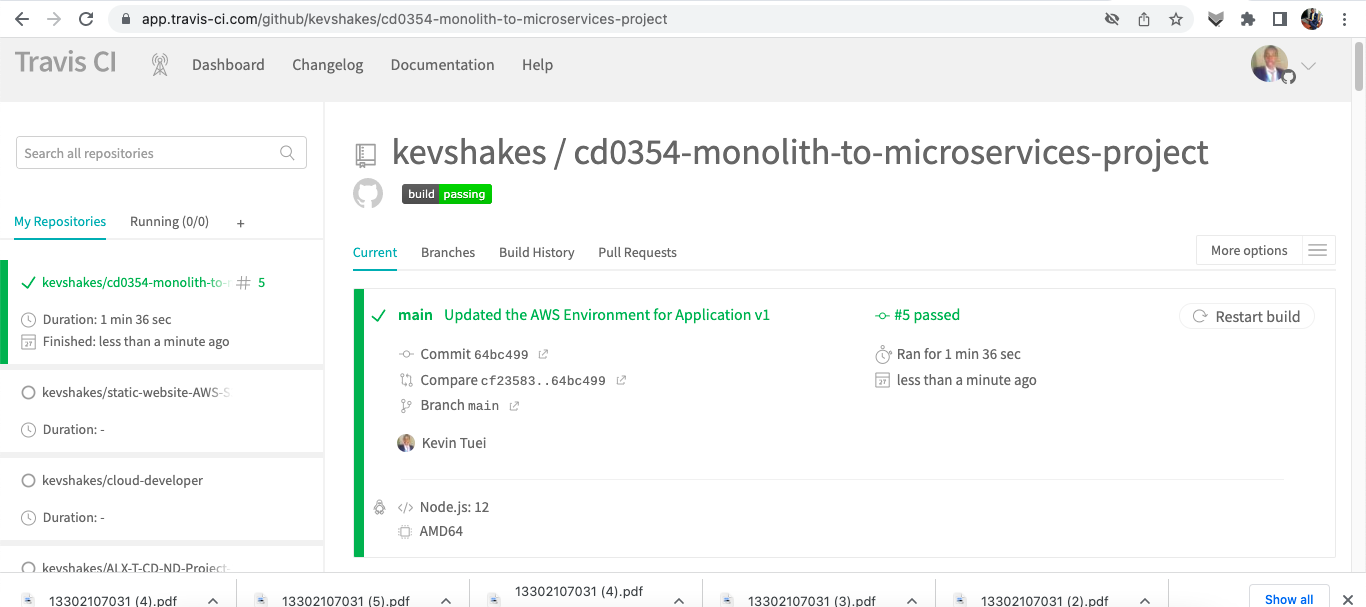 app.travis-ci.com/github/kevshakes/cd0354-monolith-to-microservices-project
Travis CI
Dashboard
Changelog
Documentation
Help
Search all repositories
My Repositories
Running (0/0)
+
kevshakes/cd0354-monolith-to-
# 5
Duration: 1 min 36 sec
27 Finished: less than a minute ago
kevshakes/static-website-AWS-S
Duration: -
kevshakes/cloud-developer
Duration: -
kevshakes/ALX-T-CD-ND-Project-
kevshakes / cd0354-monolith-to-microservices-project
build passing
Current
Branches
Build History
Pull Requests
More options
main Updated the AWS Environment for Application v1
#5 passed
Restart build
Commit 64bc499
Ran for 1 min 36 sec
Compare cf23583..64bc499
27 less than a minute ago
Branch main
Kevin Tuei
</> Node.js: 12
AMD64
13302107031 (4).pdf
13302107031 (5).pdf
13302107031 (4).pdf
13302107031 (3).pdf
13302107031 (2).pdf
Show all